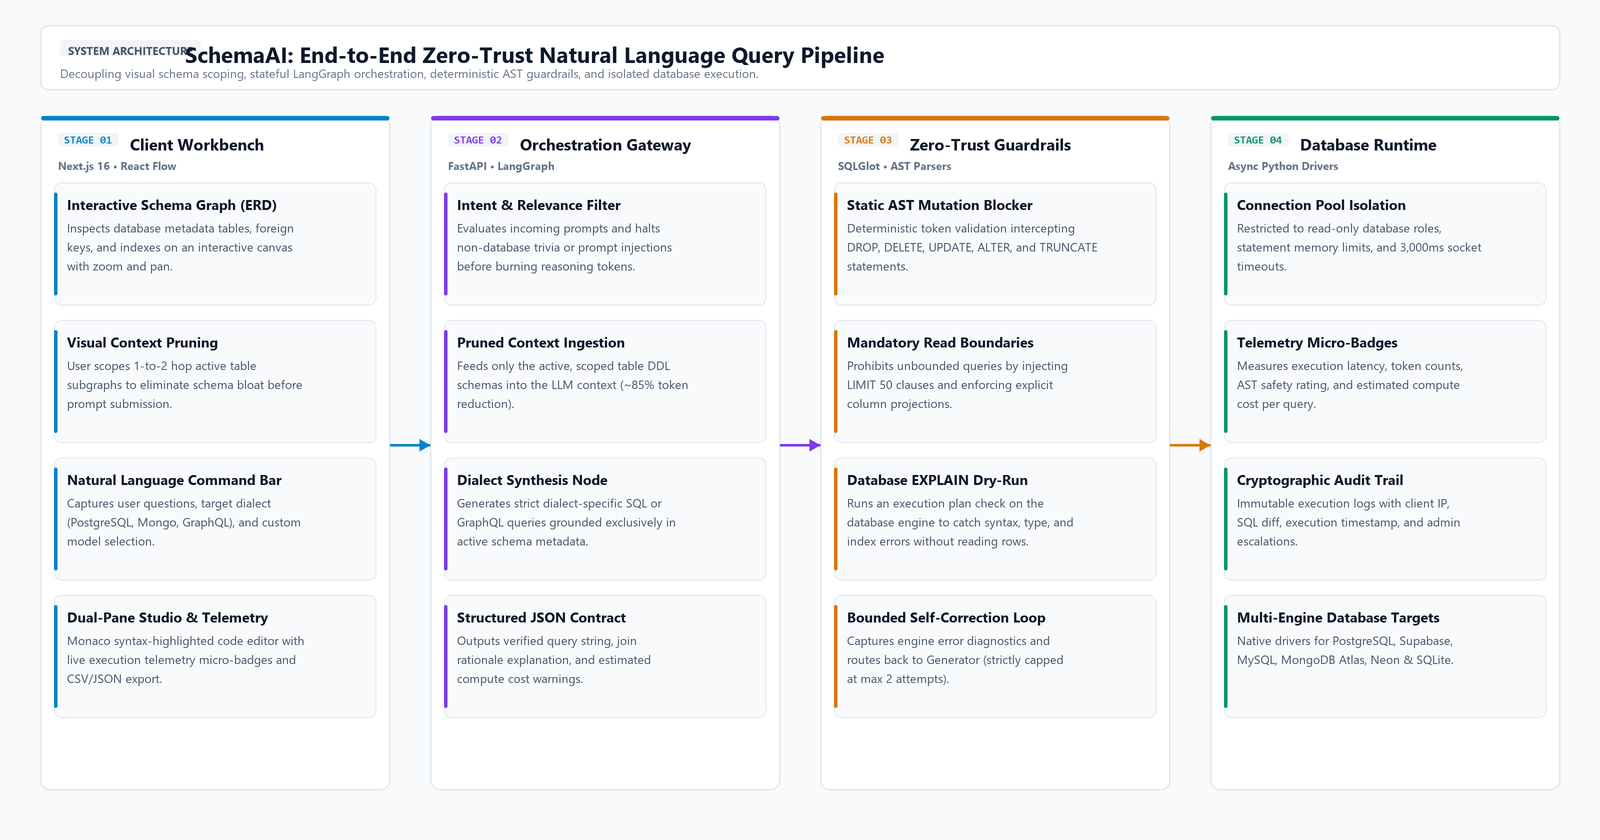 SYSTEM ARCHITECTURE
SchemaAI: End-to-End Zero-Trust Natural Language Query Pipeline
Decoupling visual schema scoping, stateful LangGraph orchestration, deterministic AST guardrails, and isolated database execution.
STAGE 01
Client Workbench
Next.js 16 • React Flow
Interactive Schema Graph (ERD)
Inspects database metadata tables, foreign
keys, and indexes on an interactive canvas
with zoom and pan.
Visual Context Pruning
User scopes 1-to-2 hop active table
subgraphs to eliminate schema bloat before
prompt submission.
Natural Language Command Bar
Captures user questions, target dialect
(PostgreSQL, Mongo, GraphQL), and custom
model selection.
Dual-Pane Studio & Telemetry
Monaco syntax-highlighted code editor with
live execution telemetry micro-badges and
CSV/JSON export.
STAGE 02
Orchestration Gateway
FastAPI • LangGraph
Intent & Relevance Filter
Evaluates incoming prompts and halts
non-database trivia or prompt injections
before burning reasoning tokens.
Pruned Context Ingestion
Feeds only the active, scoped table DDL
schemas into the LLM context (~85% token
reduction).
Dialect Synthesis Node
Generates strict dialect-specific SQL or
GraphQL queries grounded exclusively in
active schema metadata.
Structured JSON Contract
Outputs verified query string, join
rationale explanation, and estimated
compute cost warnings.
STAGE 03
Zero-Trust Guardrails
SQLGlot • AST Parsers
Static AST Mutation Blocker
Deterministic token validation intercepting
DROP, DELETE, UPDATE, ALTER, and TRUNCATE
statements.
Mandatory Read Boundaries
Prohibits unbounded queries by injecting
LIMIT 50 clauses and enforcing explicit
column projections.
Database EXPLAIN Dry-Run
Runs an execution plan check on the
database engine to catch syntax, type, and
index errors without reading rows.
Bounded Self-Correction Loop
Captures engine error diagnostics and
routes back to Generator (strictly capped
at max 2 attempts).
STAGE 04
Database Runtime
Async Python Drivers
Connection Pool Isolation
Restricted to read-only database roles,
statement memory limits, and 3,000ms socket
timeouts.
Telemetry Micro-Badges
Measures execution latency, token counts,
AST safety rating, and estimated compute
cost per query.
Cryptographic Audit Trail
Immutable execution logs with client IP,
SQL diff, execution timestamp, and admin
escalations.
Multi-Engine Database Targets
Native drivers for PostgreSQL, Supabase,
MySQL, MongoDB Atlas, Neon & SQLite.